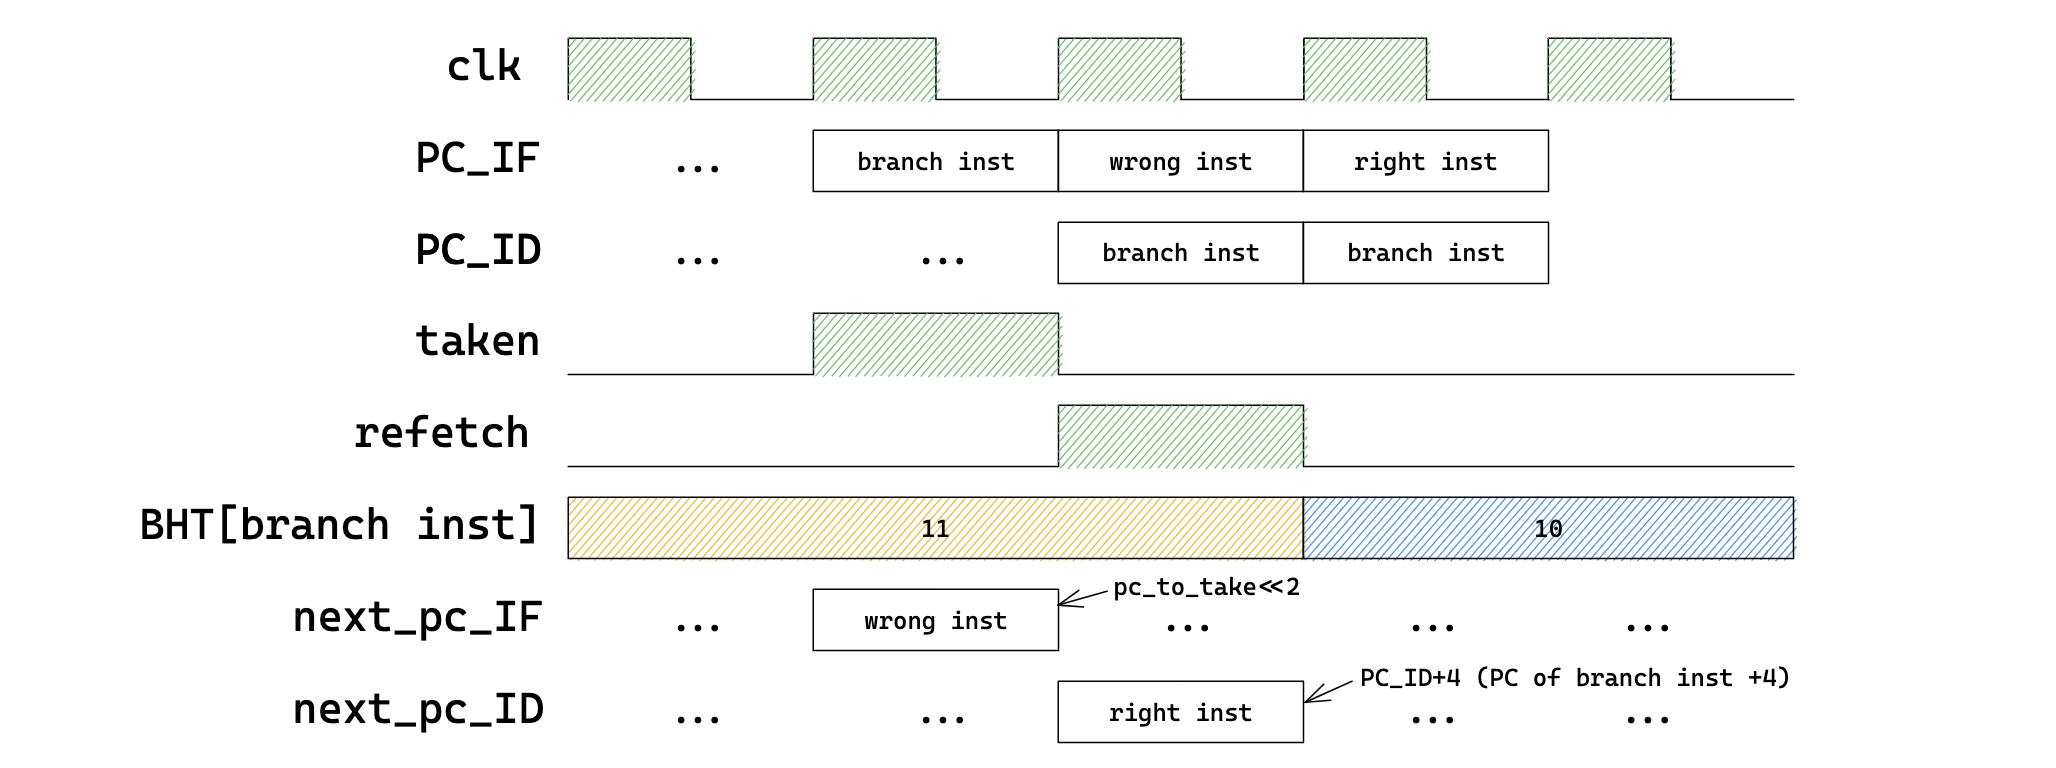 clk
PC_IF ... branch inst wrong inst right inst
PC_ID ... ... branch inst branch inst
taken
refetch
BHT[branch inst] 11 10
pc_to_take<<2
next_pc_IF ... wrong inst ... ... ...
PC_ID+4 (PC of branch inst +4)
next_pc_ID ... ... right inst ... ...